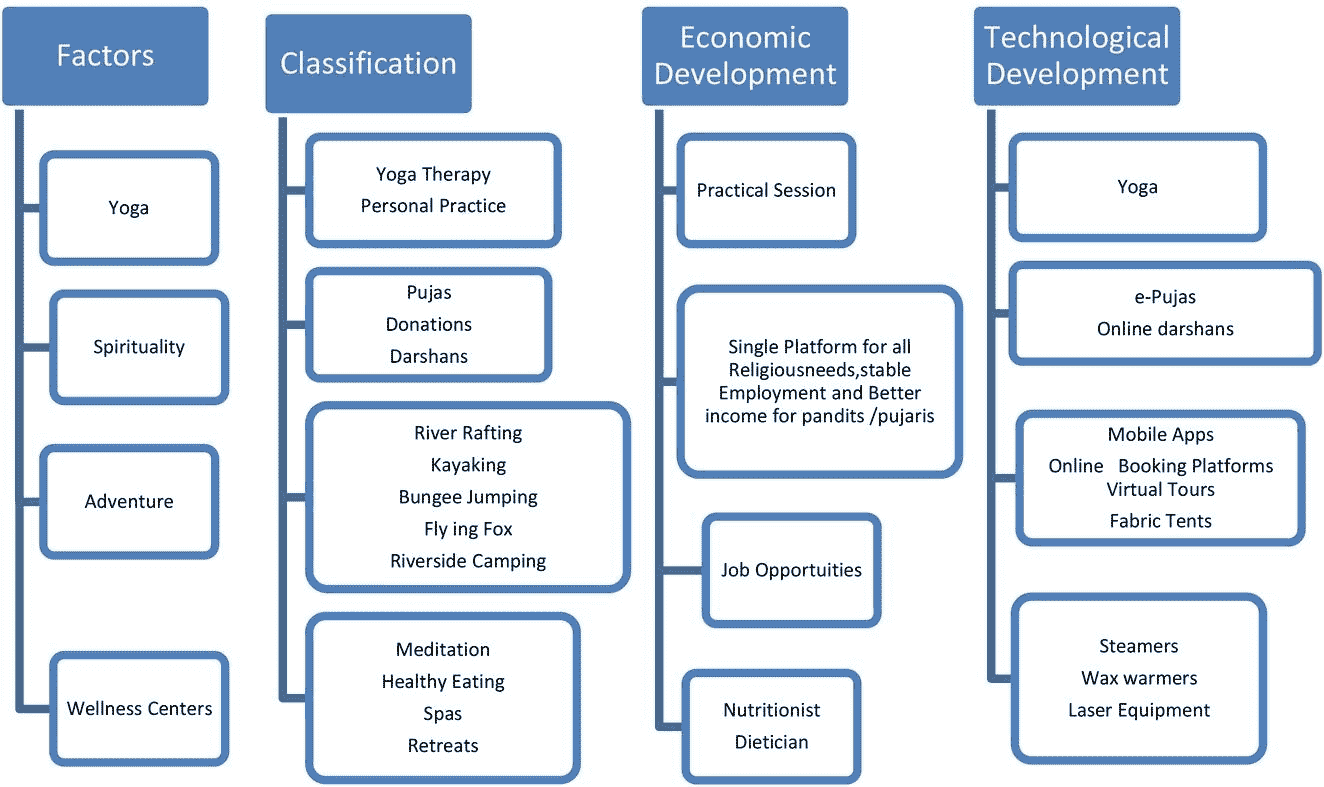 Factors
Yoga
Spirituality
Adventure
Wellness Centers
Classification
Yoga Therapy
Personal Practice
Pujas
Donations
Darshans
River Rafting
Kayaking
Bungee Jumping
Fly ing Fox
Riverside Camping
Meditation
Healthy Eating
Spas
Retreats
Economic
Development
Practical Session
Single Platform for all
Religiousneeds,stable
Employment and Better
income for pandits /pujaris
Job Opportuities
Nutritionist
Dietician
Technological
Development
Yoga
e-Pujas
Online darshans
Mobile Apps
Online Booking Platforms
Virtual Tours
Fabric Tents
Steamers
Wax warmers
Laser Equipment